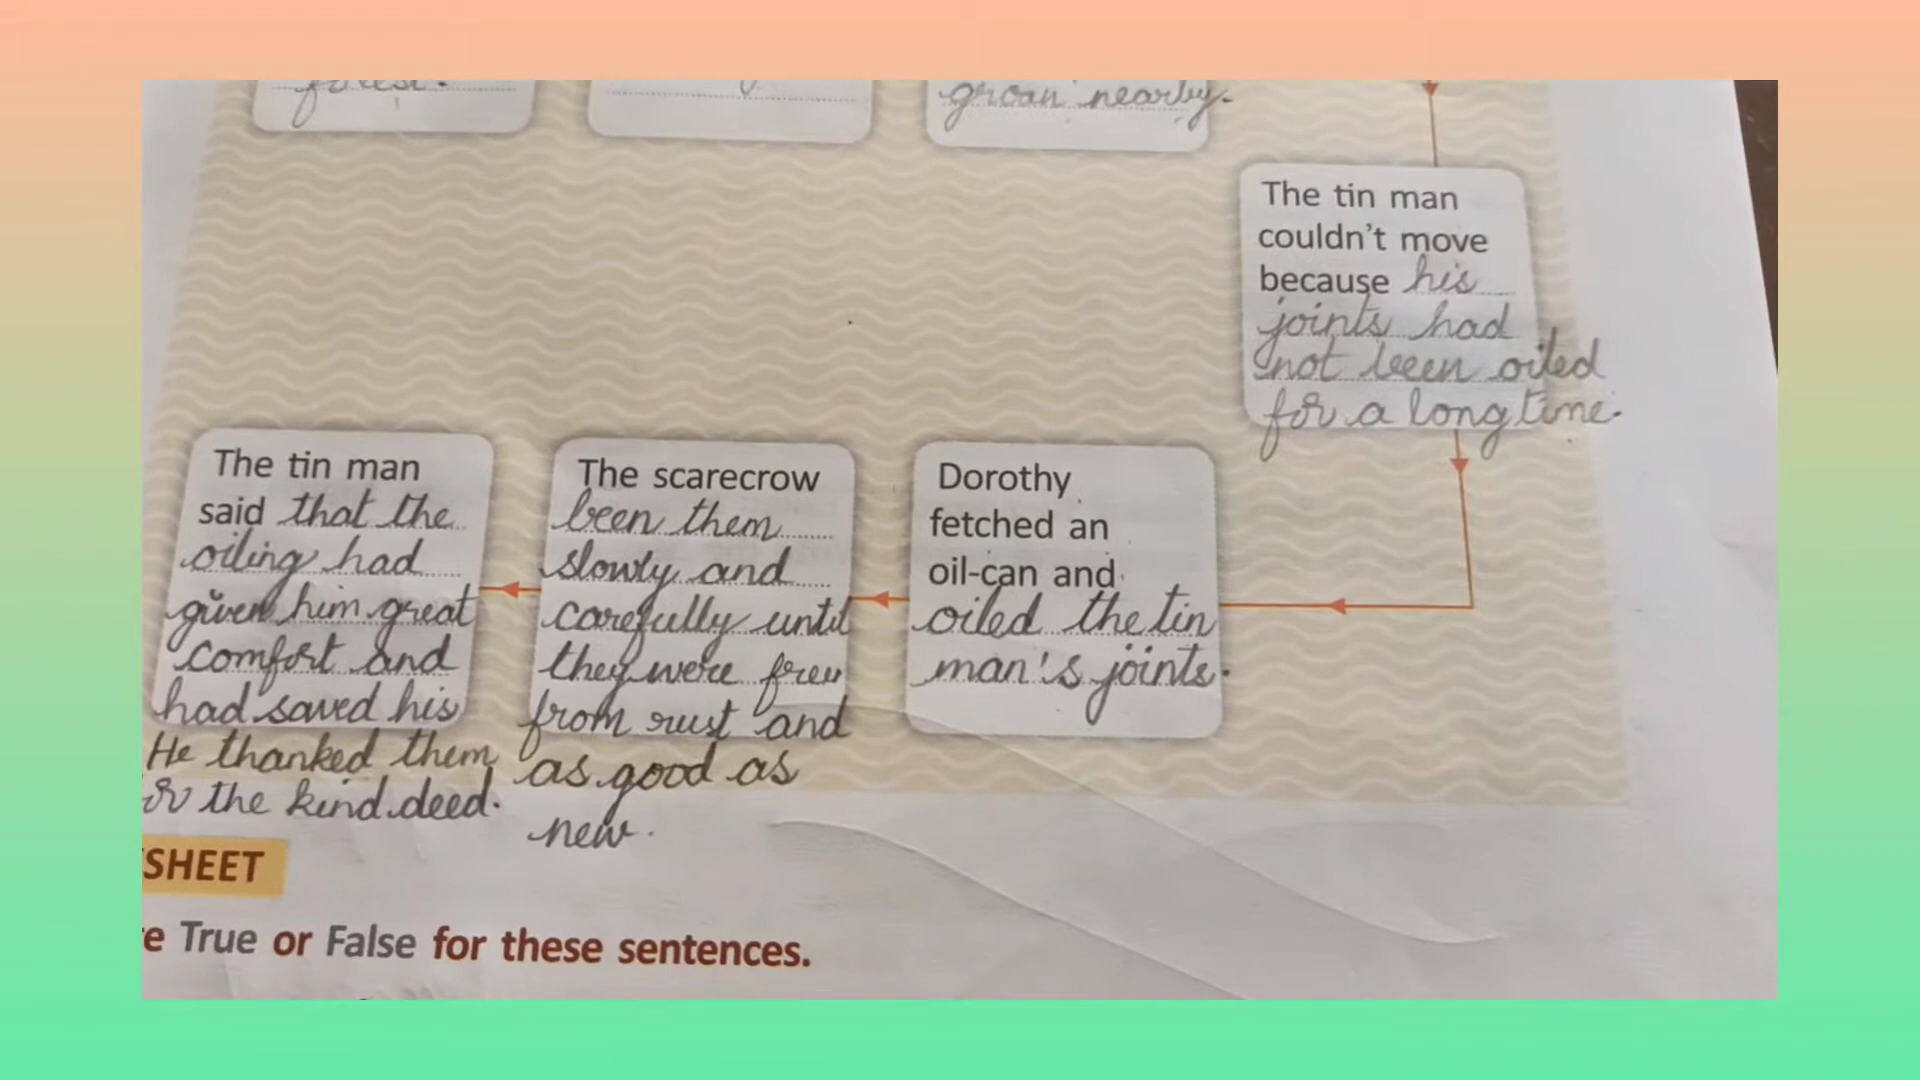 forest.
groan nearby.
The tin man
couldn't move
because his
joints had
not been oiled
for a long time.
Dorothy
fetched an
oil-can and
oiled the tin
man's joints.
The scarecrow
been them
slowly and
carefully until
they were
from rust and
as good as
new.
The tin man
said that the
oiling had
given him great
comfort and
had saved his
He thanked them
the kind deed.
SHEET
e True or False for these sentences.